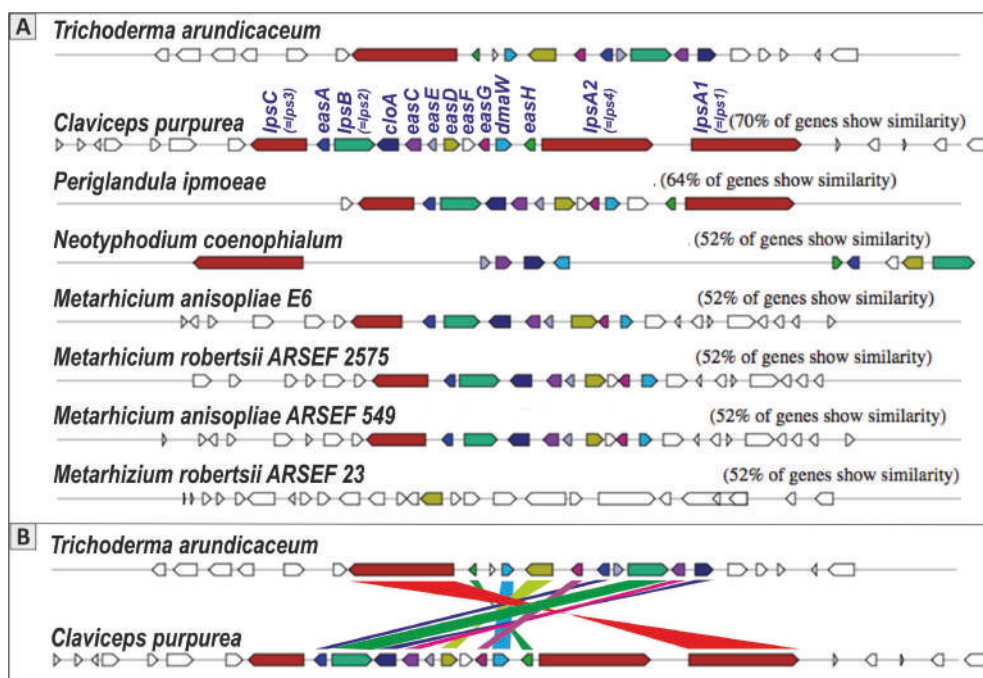 A
Trichoderma arundicaceum
lpsC (=lps3)
easA
lpsB (=lps2)
cloA
easC
easE
easD
easF
easG
dmaW
easH
lpsA2 (=lps4)
lpsA1 (=lps1)
Claviceps purpurea (70% of genes show similarity)
Periglandula ipmoeae . (64% of genes show similarity)
Neotyphodium coenophialum . (52% of genes show similarity)
Metarhicium anisopliae E6 (52% of genes show similarity)
Metarhicium robertsii ARSEF 2575 (52% of genes show similarity)
Metarhicium anisopliae ARSEF 549 (52% of genes show similarity)
Metarhizium robertsii ARSEF 23 (52% of genes show similarity)
B
Trichoderma arundicaceum
Claviceps purpurea